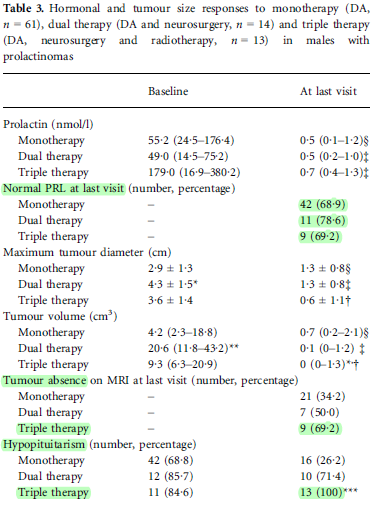 Table 3. Hormonal and tumour size responses to monotherapy (DA,
n = 61), dual therapy (DA and neurosurgery, n = 14) and triple therapy
(DA, neurosurgery and radiotherapy, n = 13) in males with
prolactinomas
Baseline At last visit
Prolactin (nmol/l)
Monotherapy 55·2 (24·5–176·4) 0·5 (0·1–1·2)§
Dual therapy 49·0 (14·5–75·2) 0·5 (0·2–1·0)‡
Triple therapy 179·0 (16·9–380·2) 0·7 (0·4–1·3)‡
Normal PRL at last visit (number, percentage)
Monotherapy – 42 (68·9)
Dual therapy – 11 (78·6)
Triple therapy – 9 (69·2)
Maximum tumour diameter (cm)
Monotherapy 2·9 ± 1·3 1·3 ± 0·8§
Dual therapy 4·3 ± 1·5* 1·3 ± 0·8‡
Triple therapy 3·6 ± 1·4 0·6 ± 1·1†
Tumour volume (cm³)
Monotherapy 4·2 (2·3–18·8) 0·7 (0·2–2·1)§
Dual therapy 20·6 (11·8–43·2)** 0·1 (0–1·2) ‡
Triple therapy 9·3 (6·3–20·9) 0 (0–1·3)*†
Tumour absence on MRI at last visit (number, percentage)
Monotherapy – 21 (34·2)
Dual therapy – 7 (50·0)
Triple therapy – 9 (69·2)
Hypopituitarism (number, percentage)
Monotherapy 42 (68·8) 16 (26·2)
Dual therapy 12 (85·7) 10 (71·4)
Triple therapy 11 (84·6) 13 (100)***